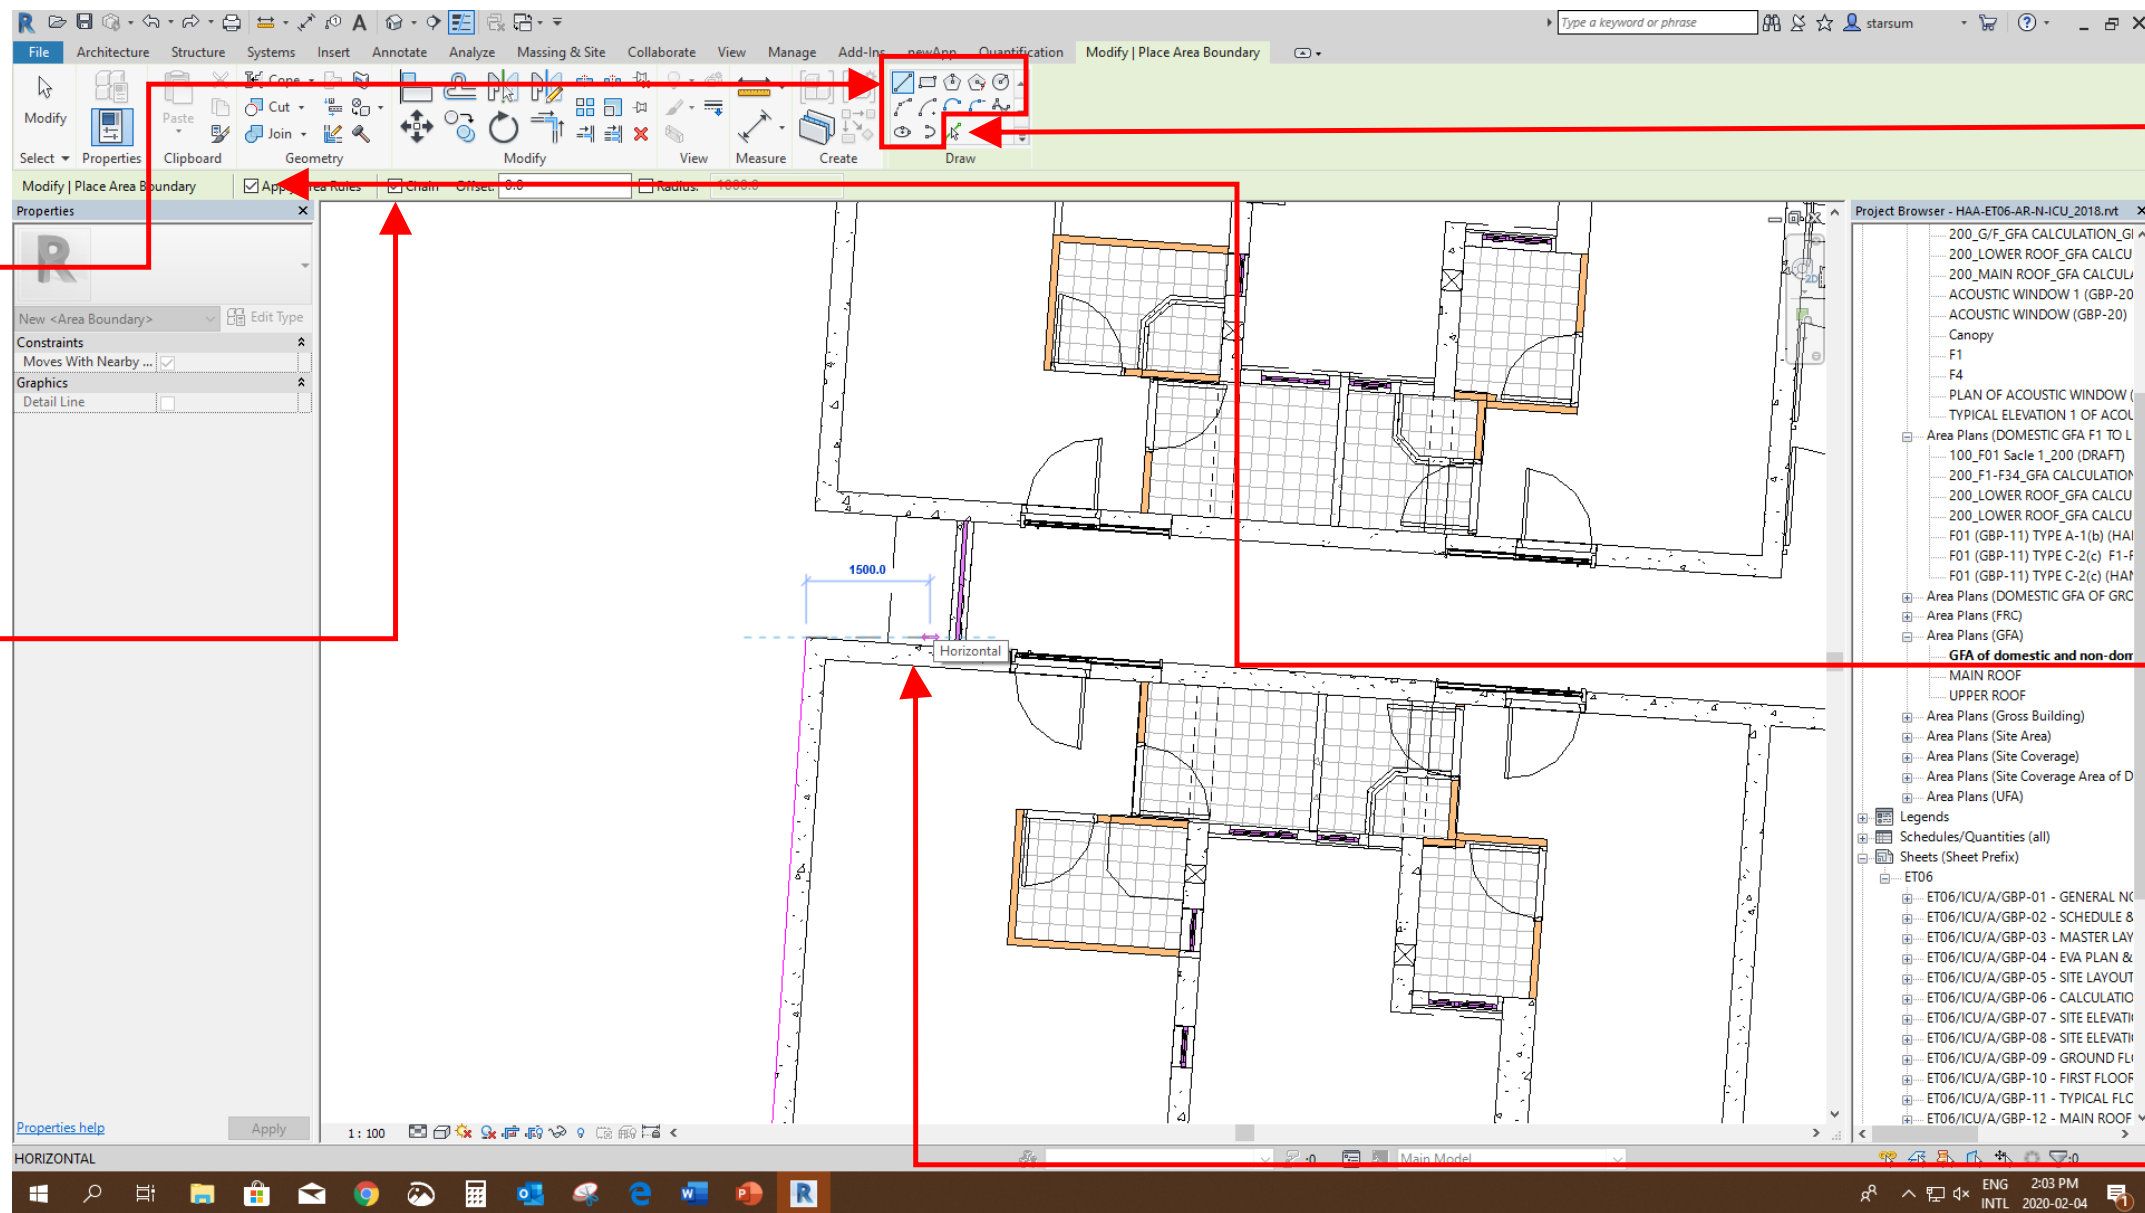 Type a keyword or phrase
starsum
File Architecture Structure Systems Insert Annotate Analyze Massing & Site Collaborate View Manage Add-Ins newApp Quantification Modify | Place Area Boundary
Modify
Paste
Cope
Cut
Join
Select Properties Clipboard Geometry Modify View Measure Create Draw
Modify | Place Area Boundary Apply Area Rules Chain Offset: 0.0 Radius: 1000.0
Properties
New <Area Boundary> Edit Type
Constraints
Moves With Nearby ...
Graphics
Detail Line
Properties help Apply
1500.0
Horizontal
2D
1 : 100
Project Browser - HAA-ET06-AR-N-ICU_2018.rvt
200_G/F_GFA CALCULATION_G
200_LOWER ROOF_GFA CALCU
200_MAIN ROOF_GFA CALCUL
ACOUSTIC WINDOW 1 (GBP-20
ACOUSTIC WINDOW (GBP-20)
Canopy
F1
F4
PLAN OF ACOUSTIC WINDOW (
TYPICAL ELEVATION 1 OF ACOU
Area Plans (DOMESTIC GFA F1 TO L
100_F01 Sacle 1_200 (DRAFT)
200_F1-F34_GFA CALCULATION
200_LOWER ROOF_GFA CALCU
200_LOWER ROOF_GFA CALCU
F01 (GBP-11) TYPE A-1(b) (HA
F01 (GBP-11) TYPE C-2(c) F1-F
F01 (GBP-11) TYPE C-2(c) (HAN
Area Plans (DOMESTIC GFA OF GRO
Area Plans (FRC)
Area Plans (GFA)
GFA of domestic and non-dom
MAIN ROOF
UPPER ROOF
Area Plans (Gross Building)
Area Plans (Site Area)
Area Plans (Site Coverage)
Area Plans (Site Coverage Area of D
Area Plans (UFA)
Legends
Schedules/Quantities (all)
Sheets (Sheet Prefix)
ET06
ET06/ICU/A/GBP-01 - GENERAL NO
ET06/ICU/A/GBP-02 - SCHEDULE &
ET06/ICU/A/GBP-03 - MASTER LAY
ET06/ICU/A/GBP-04 - EVA PLAN &
ET06/ICU/A/GBP-05 - SITE LAYOUT
ET06/ICU/A/GBP-06 - CALCULATIO
ET06/ICU/A/GBP-07 - SITE ELEVATI
ET06/ICU/A/GBP-08 - SITE ELEVATI
ET06/ICU/A/GBP-09 - GROUND FL
ET06/ICU/A/GBP-10 - FIRST FLOOR
ET06/ICU/A/GBP-11 - TYPICAL FLC
ET06/ICU/A/GBP-12 - MAIN ROOF
HORIZONTAL :0 Main Model :0
ENG 2:03 PM
INTL 2020-02-04